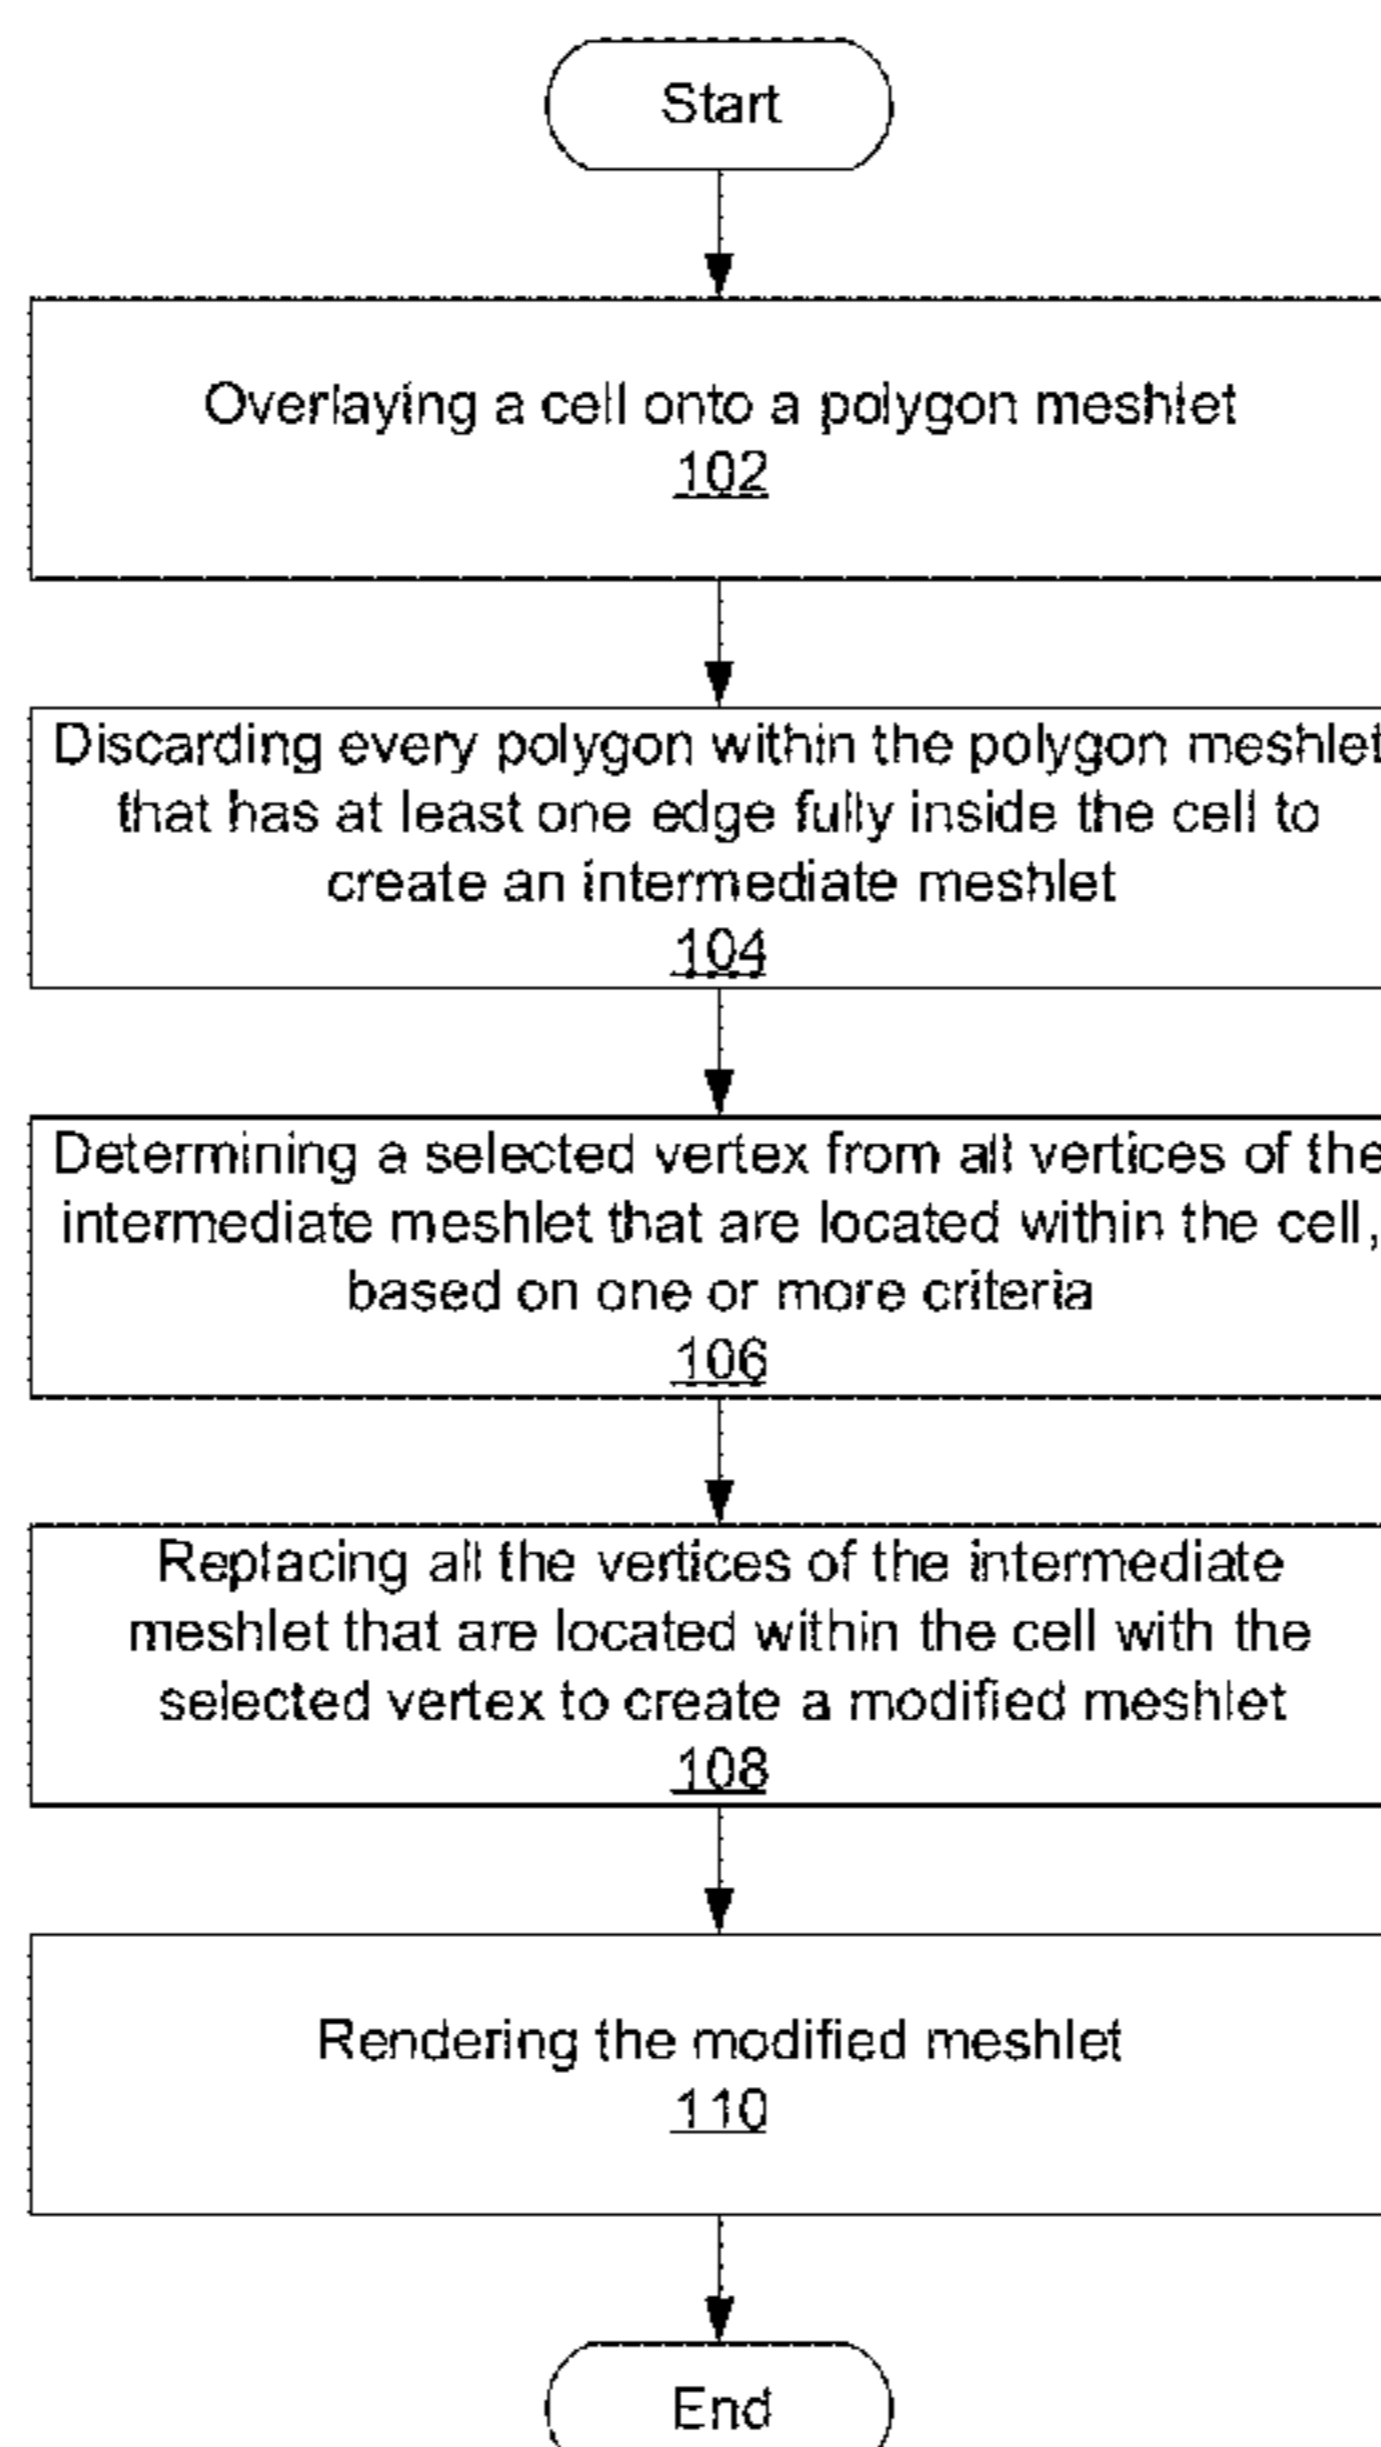 Start
Overlaying a cell onto a polygon meshlet
102
Discarding every polygon within the polygon meshlet
that has at least one edge fully inside the cell to
create an intermediate meshlet
104
Determining a selected vertex from all vertices of the
intermediate meshlet that are located within the cell,
based on one or more criteria
106
Replacing all the vertices of the intermediate
meshlet that are located within the cell with the
selected vertex to create a modified meshlet
108
Rendering the modified meshlet
110
End